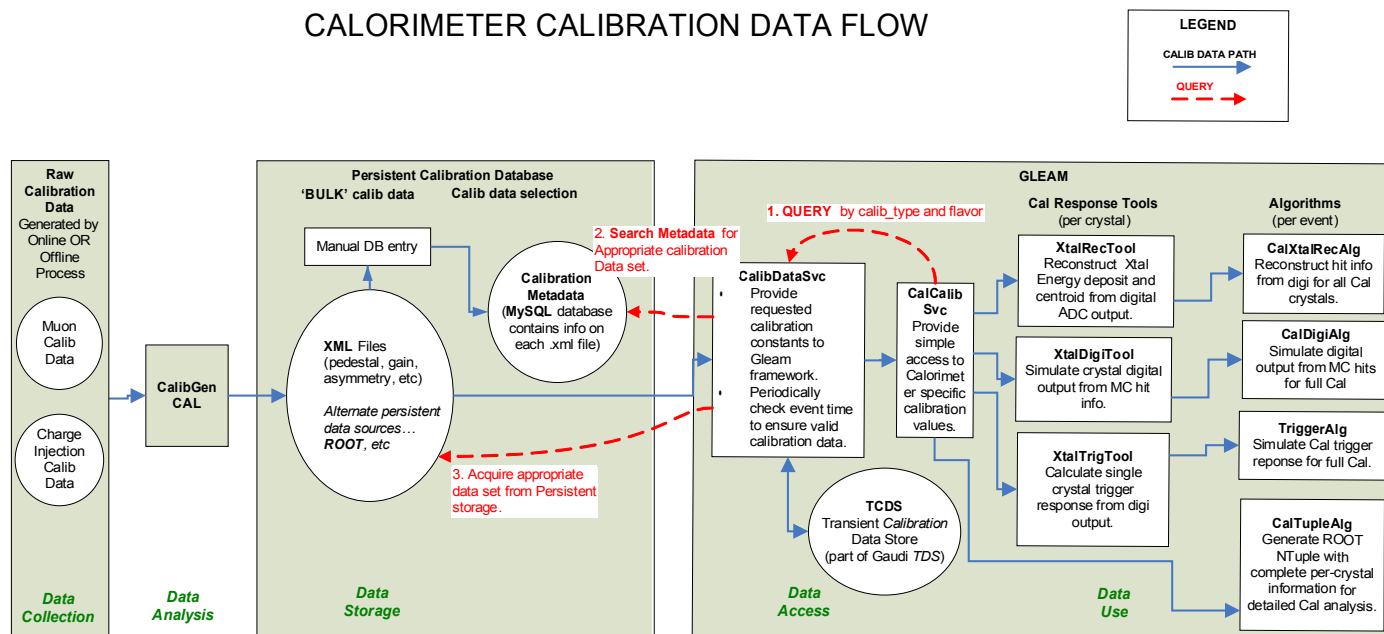 CALORIMETER CALIBRATION DATA FLOW
LEGEND
CALIB DATA PATH
QUERY
Raw
Calibration
Data
Generated by
Online OR
Offline
Process
Muon
Calib
Data
Charge
Injection
Calib
Data
Data
Collection
CalibGen
CAL
Data
Analysis
Persistent Calibration Database
‘BULK’ calib data
Calib data selection
Manual DB entry
Calibration
Metadata
(MySQL database
contains info on
each .xml file)
XML Files
(pedestal, gain,
asymmetry, etc)
Alternate persistent
data sources…
ROOT, etc
Data
Storage
2. Search Metadata for
Appropriate calibration
Data set.
3. Acquire appropriate
data set from Persistent
storage.
GLEAM
1. QUERY by calib_type and flavor
CalibDataSvc
• Provide
requested
calibration
constants to
Gleam
framework.
• Periodically
check event time
to ensure valid
calibration data.
CalCalib
Svc
Provide
simple
access to
Calorimet
er specific
calibration
values.
TCDS
Transient Calibration
Data Store
(part of Gaudi TDS)
Data
Access
Cal Response Tools
(per crystal)
XtalRecTool
Reconstruct Xtal
Energy deposit and
centroid from digital
ADC output.
XtalDigiTool
Simulate crystal digital
output from MC hit
info.
XtalTrigTool
Calculate single
crystal trigger
response from digi
output.
Data
Use
Algorithms
(per event)
CalXtalRecAlg
Reconstruct hit info
from digi for all Cal
crystals.
CalDigiAlg
Simulate digital
output from MC hits
for full Cal
TriggerAlg
Simulate Cal trigger
reponse for full Cal.
CalTupleAlg
Generate ROOT
NTuple with
complete per-crystal
information for
detailed Cal analysis.